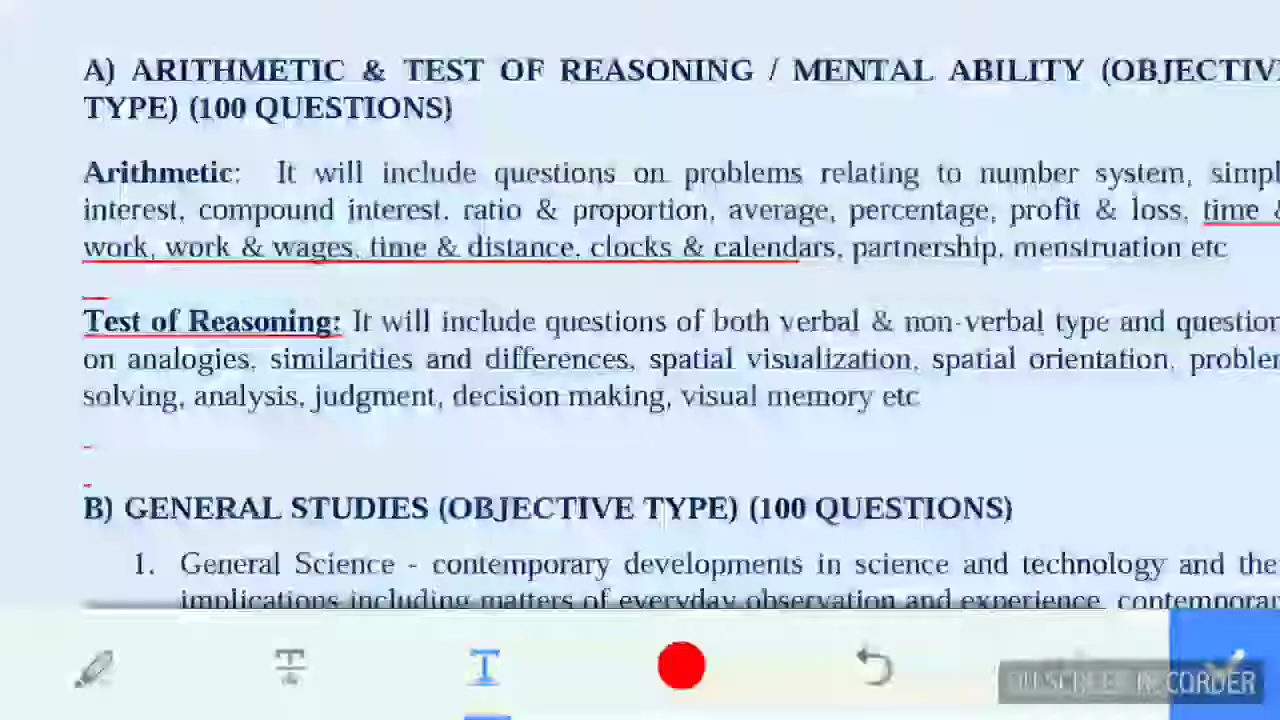 A) ARITHMETIC & TEST OF REASONING / MENTAL ABILITY (OBJECTIV
TYPE) (100 QUESTIONS)
Arithmetic: It will include questions on problems relating to number system, simpl
interest, compound interest. ratio & proportion, average, percentage, profit & loss, time &
work, work & wages, time & distance, clocks & calendars, partnership, menstruation etc
Test of Reasoning: It will include questions of both verbal & non-verbal type and question
on analogies, similarities and differences, spatial visualization, spatial orientation, problem
solving, analysis, judgment, decision making, visual memory etc
B) GENERAL STUDIES (OBJECTIVE TYPE) (100 QUESTIONS)
1. General Science - contemporary developments in science and technology and the
implications including matters of everyday observation and experience, contemporar
DU SCREEN RECORDER